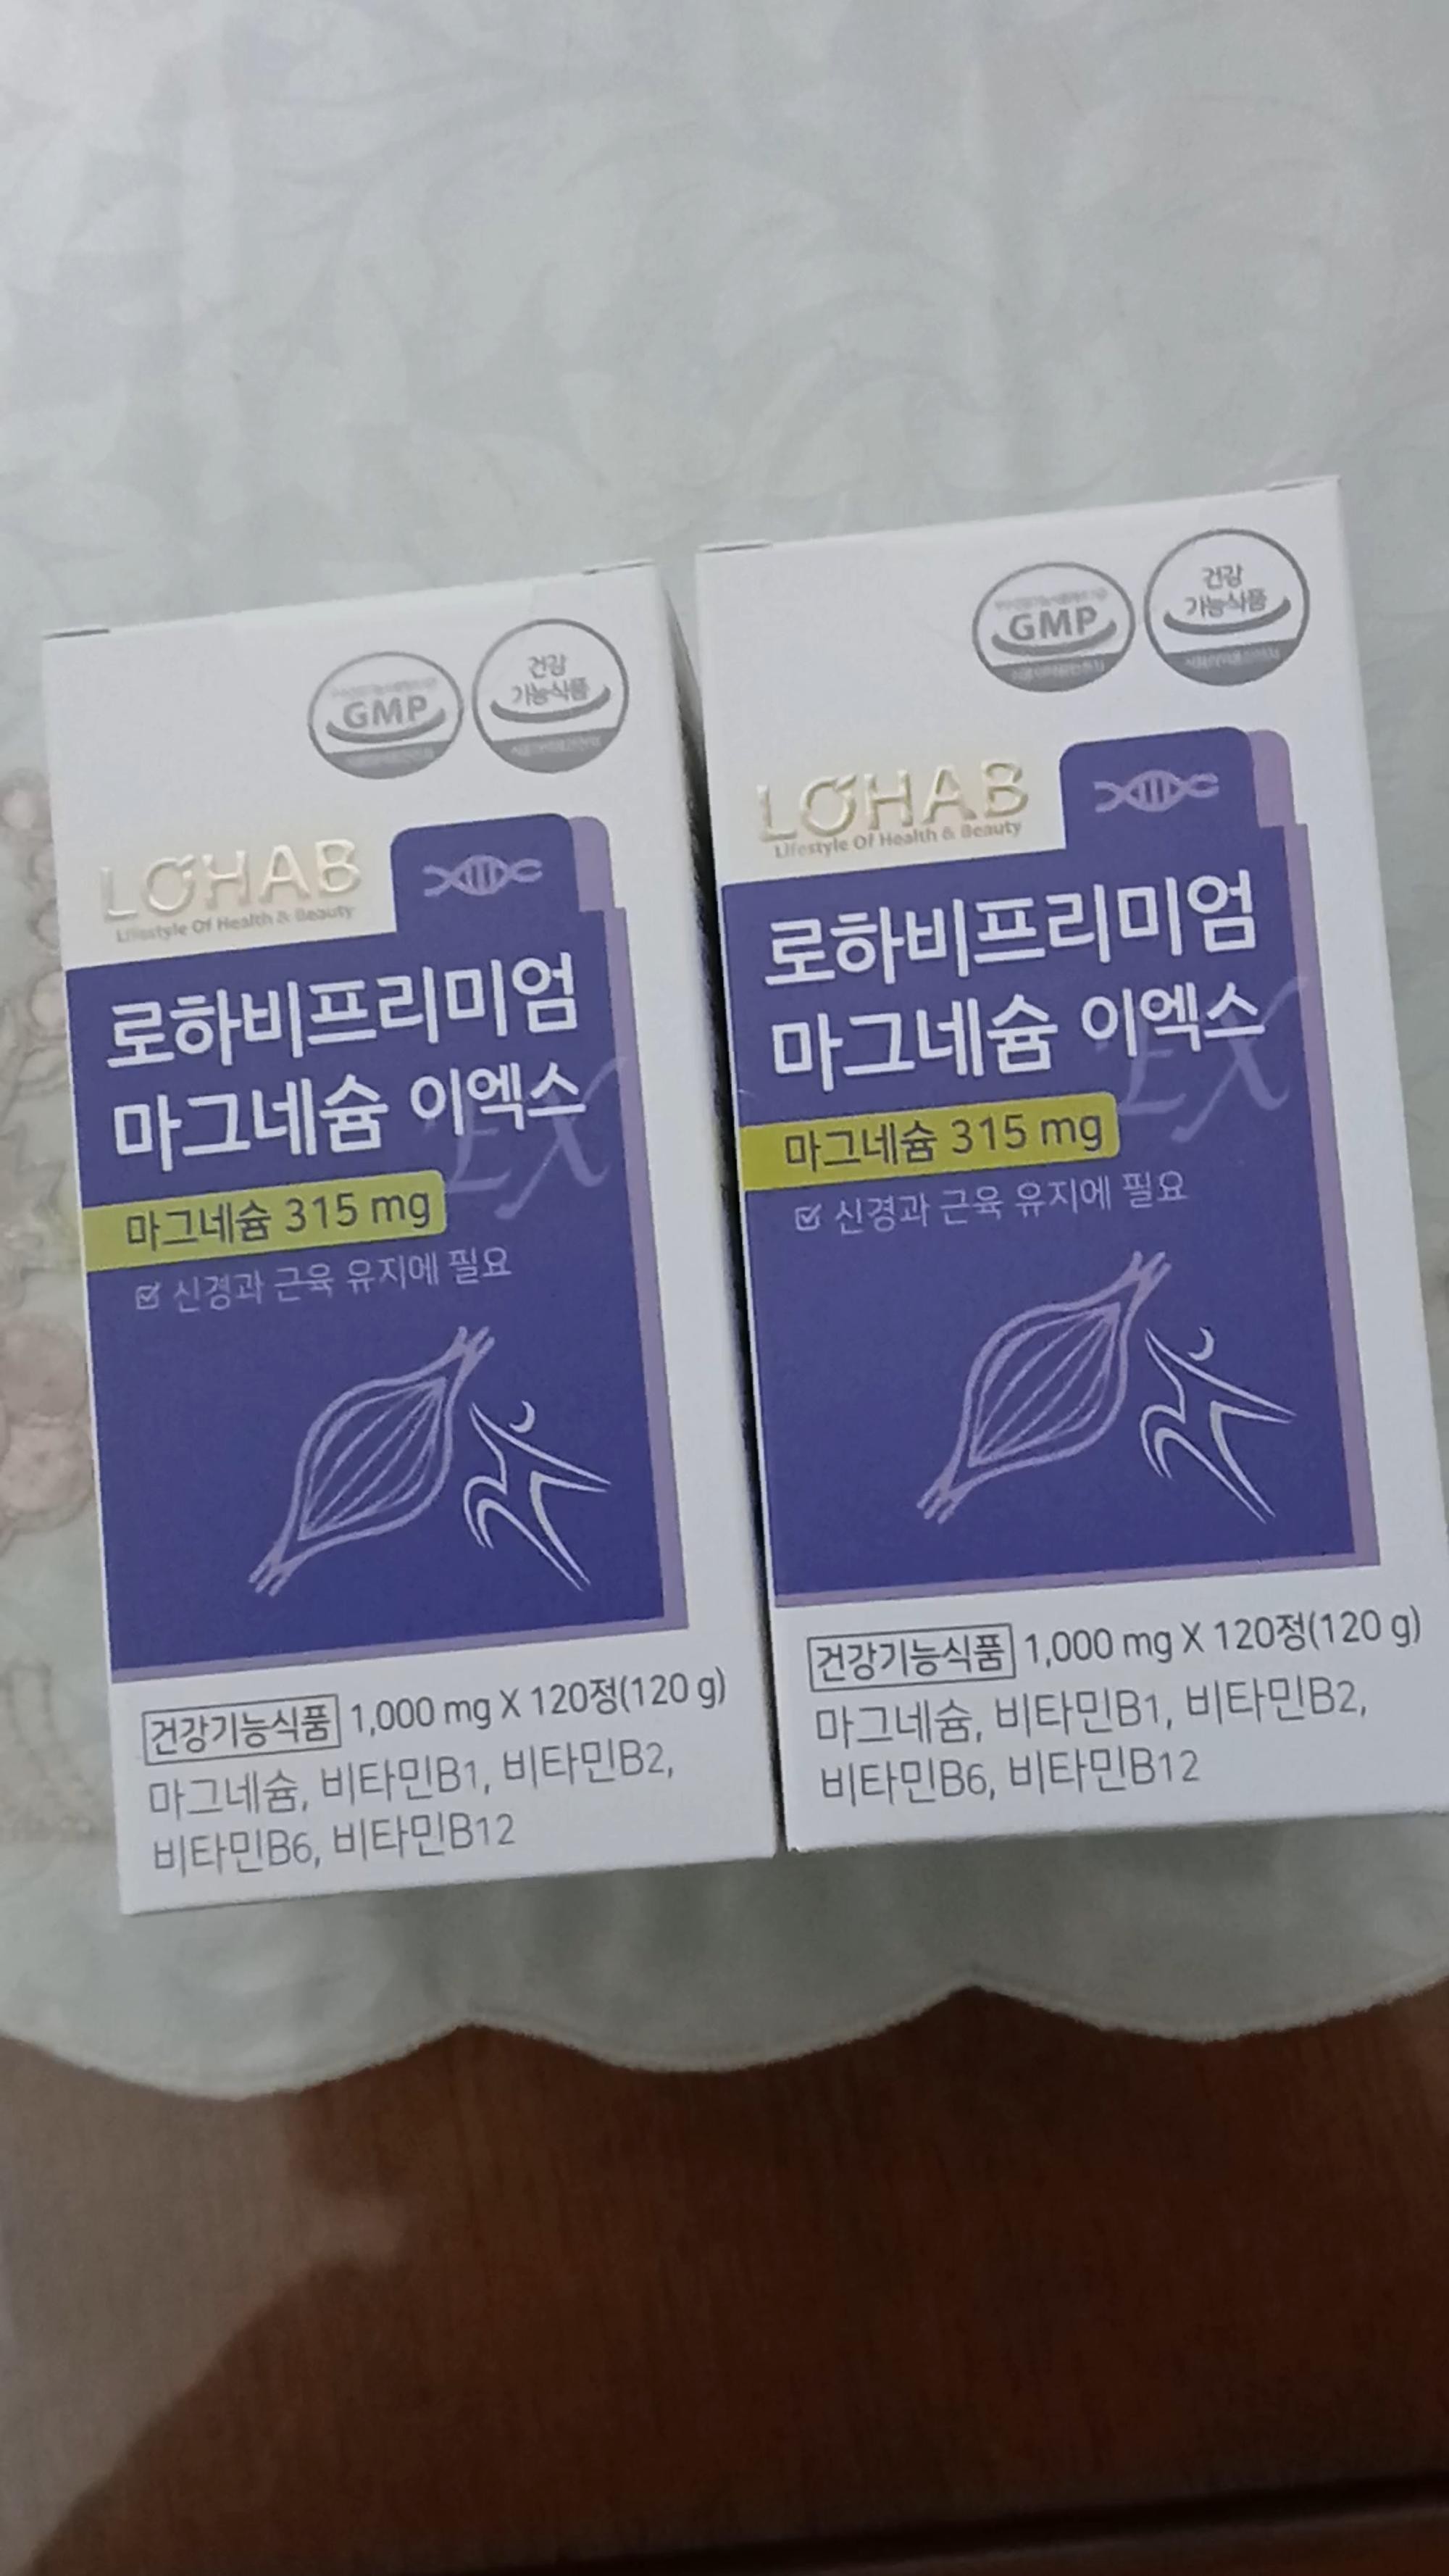 GMP
건강
기능식품
LOHAB
Lifestyle Of Health & Beauty
로하비프리미엄
마그네슘 이엑스
EX
마그네슘 315 mg
신경과 근육 유지에 필요
건강기능식품 1,000 mg X 120정(120 g)
마그네슘, 비타민B1, 비타민B2,
비타민B6, 비타민B12
GMP
건강
기능식품
LOHAB
Lifestyle Of Health & Beauty
로하비프리미엄
마그네슘 이엑스
EX
마그네슘 315 mg
신경과 근육 유지에 필요
건강기능식품 1,000 mg X 120정(120 g)
마그네슘, 비타민B1, 비타민B2,
비타민B6, 비타민B12